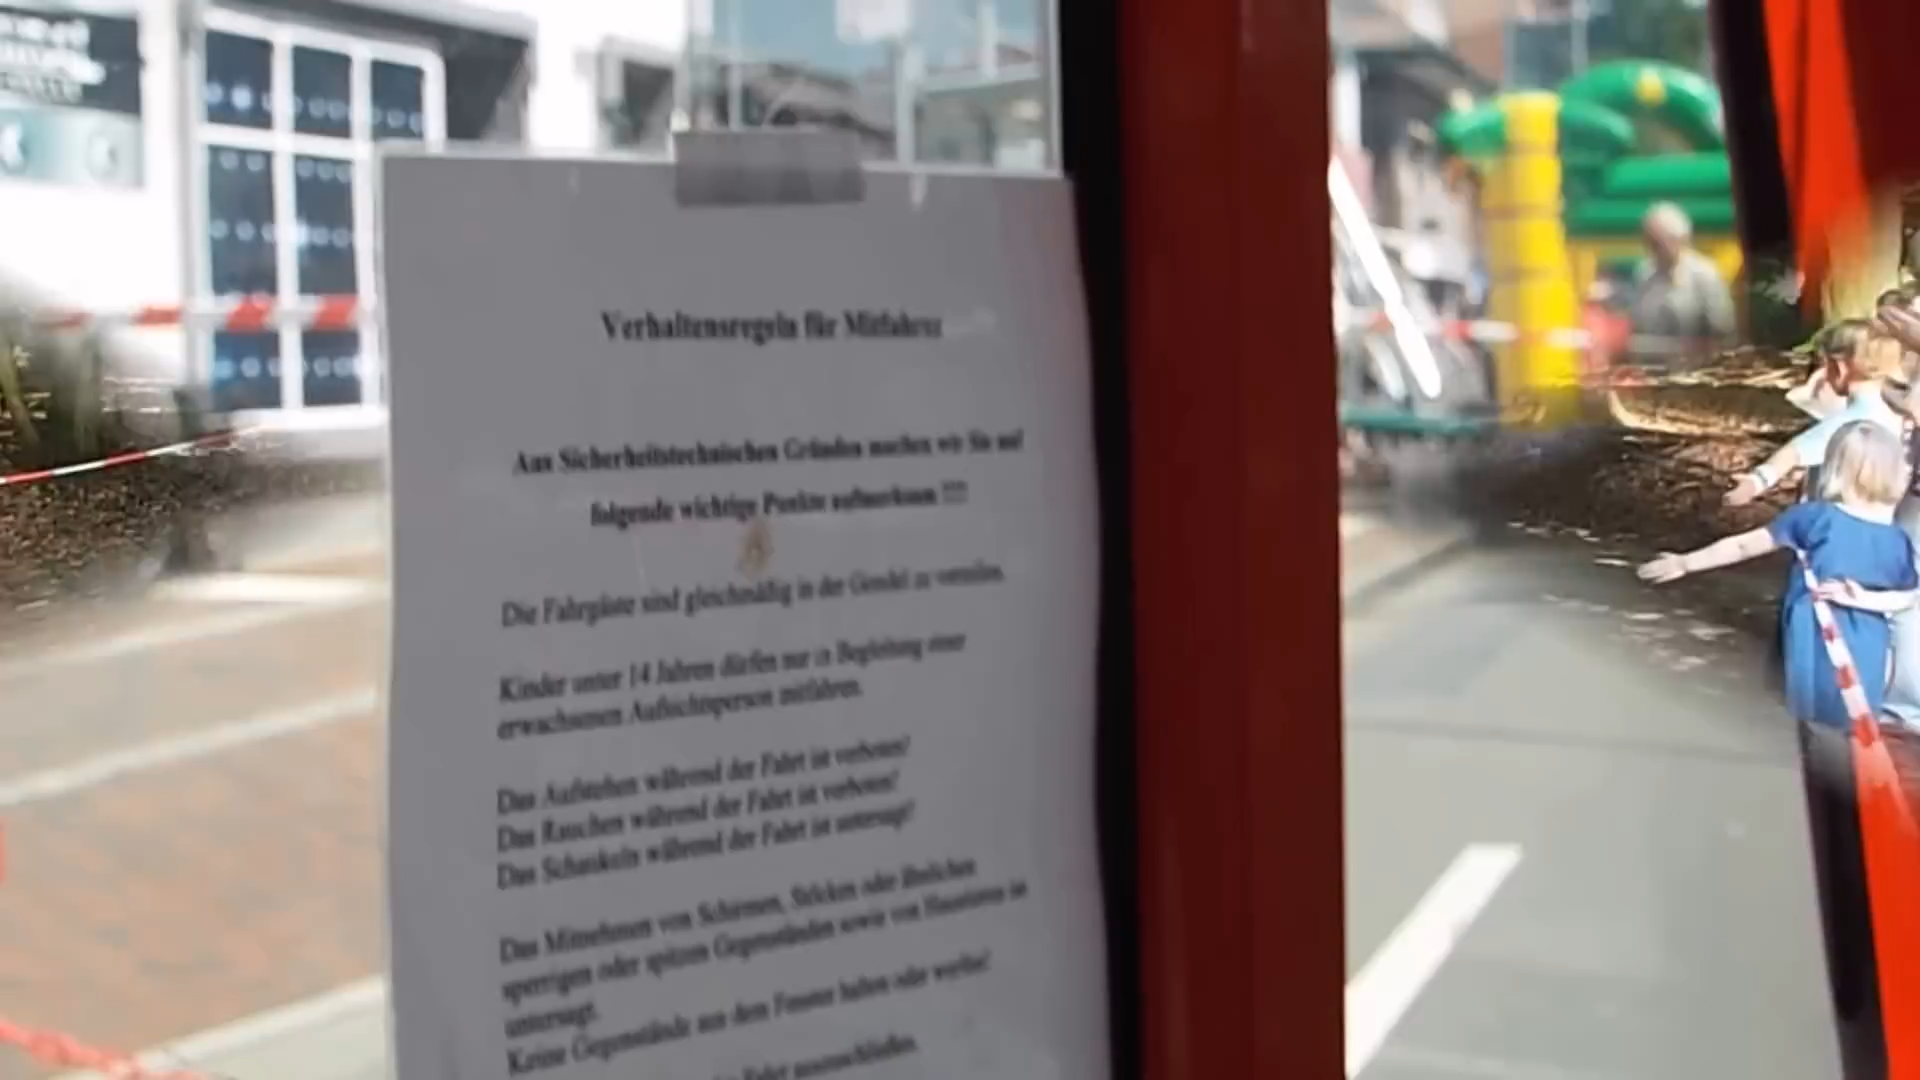 Verhaltensregeln für Mitfahrer
Aus Sicherheitstechnischen Gründen machen wir Sie auf
folgende wichtige Punkte aufmerksam !!!
Die Fahrgäste sind gleichmäßig in der Gondel zu verteilen.
Kinder unter 14 Jahren dürfen nur in Begleitung einer
erwachsenen Aufsichtsperson mitfahren.
Das Aufstehen während der Fahrt ist verboten!
Das Rauchen während der Fahrt ist verboten!
Das Schaukeln während der Fahrt ist untersagt!
Das Mitnehmen von Schirmen, Stöcken oder ähnlichen
sperrigen oder spitzen Gegenständen sowie von Haustieren ist
untersagt.
Keine Gegenstände aus dem Fenster halten oder werfen!
Fahrt auszuschließen.